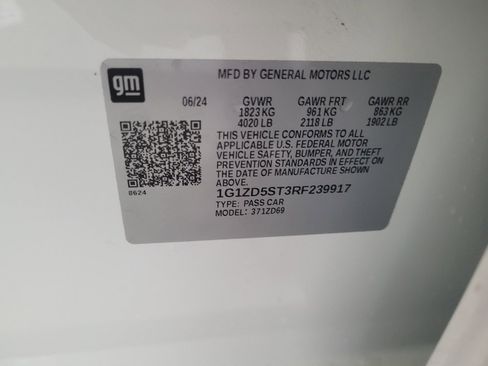 gm
MFD BY GENERAL MOTORS LLC
06/24 GVWR GAWR FRT GAWR RR
1823 KG 961 KG 863 KG
4020 LB 2118 LB 1902 LB
THIS VEHICLE CONFORMS TO ALL
APPLICABLE U.S. FEDERAL MOTOR
VEHICLE SAFETY, BUMPER, AND THEFT
PREVENTION STANDARDS IN EFFECT ON
THE DATE OF MANUFACTURE SHOWN
ABOVE.
8624
1G1ZD5ST3RF239917
TYPE: PASS CAR
MODEL: 371ZD69